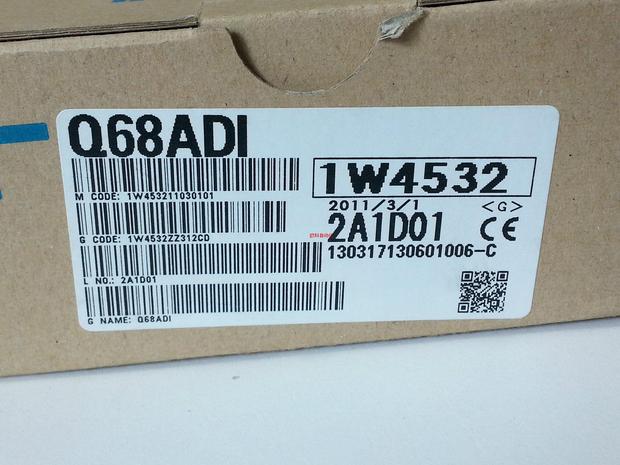 Q68ADI
1W4532
M CODE: 1W453211030101
2011/3/1 <G>
G CODE: 1W4532ZZ312CD
2A1D01 CE
130317130601006-C
L NO.: 2A1D01
G NAME: Q68ADI